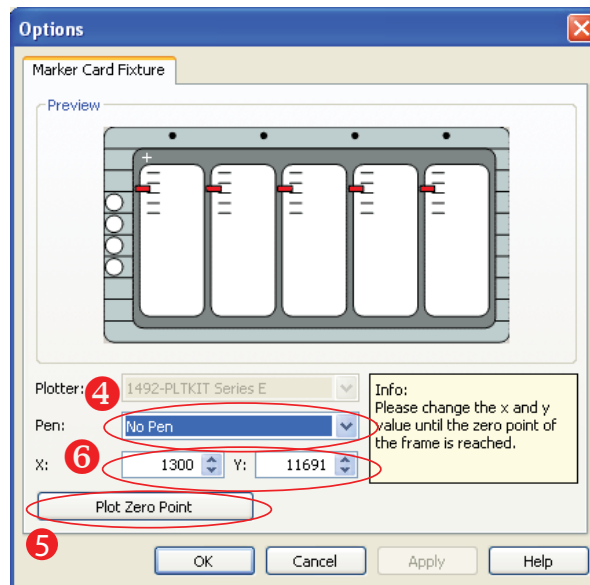 Options
Marker Card Fixture
Preview
Plotter: 4 1492-PLTKIT Series E
Pen: No Pen
6
X: 1300 Y: 11691
Info:
Please change the x and y
value until the zero point of
the frame is reached.
Plot Zero Point
5
OK Cancel Apply Help